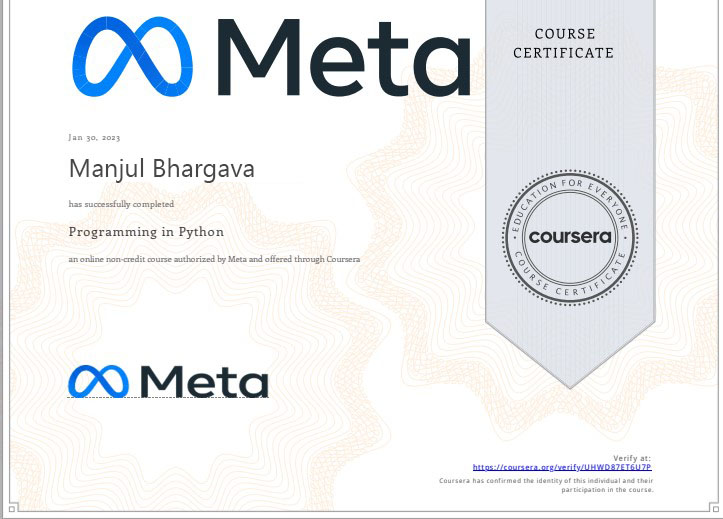 Meta
COURSE
CERTIFICATE
Jan 30, 2023
Manjul Bhargava
has successfully completed
Programming in Python
an online non-credit course authorized by Meta and offered through Coursera
EDUCATION FOR EVERYONE
coursera
COURSE CERTIFICATE
Meta
Verify at:
https://coursera.org/verify/UHWD87ET6U7P
Coursera has confirmed the identity of this individual and their
participation in the course.